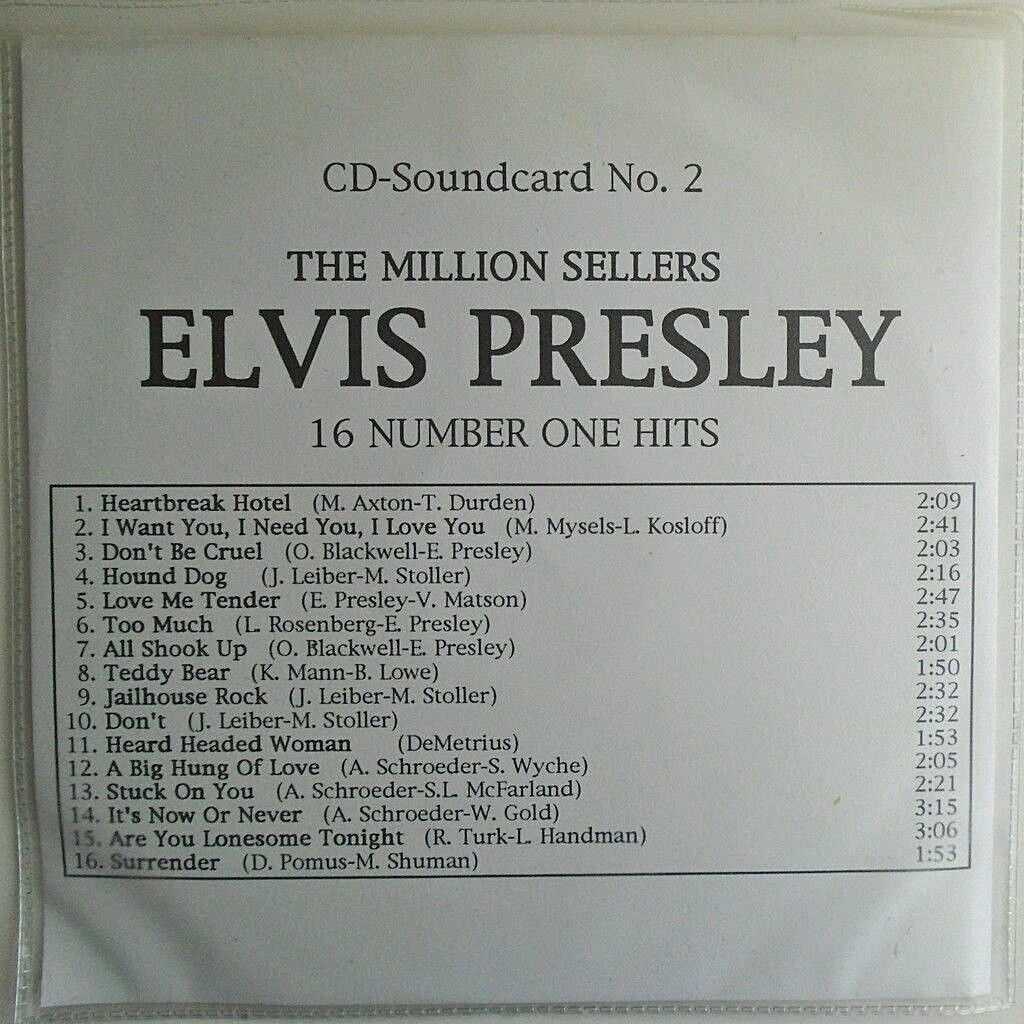 CD-Soundcard No. 2
THE MILLION SELLERS
ELVIS PRESLEY
16 NUMBER ONE HITS
1. Heartbreak Hotel (M. Axton-T. Durden) 2:09
2. I Want You, I Need You, I Love You (M. Mysels-L. Kosloff) 2:41
3. Don't Be Cruel (O. Blackwell-E. Presley) 2:03
4. Hound Dog (J. Leiber-M. Stoller) 2:16
5. Love Me Tender (E. Presley-V. Matson) 2:47
6. Too Much (L. Rosenberg-E. Presley) 2:35
7. All Shook Up (O. Blackwell-E. Presley) 2:01
8. Teddy Bear (K. Mann-B. Lowe) 1:50
9. Jailhouse Rock (J. Leiber-M. Stoller) 2:32
10. Don't (J. Leiber-M. Stoller) 2:32
11. Heard Headed Woman (DeMetrius) 1:53
12. A Big Hung Of Love (A. Schroeder-S. Wyche) 2:05
13. Stuck On You (A. Schroeder-S.L. McFarland) 2:21
14. It's Now Or Never (A. Schroeder-W. Gold) 3:15
15. Are You Lonesome Tonight (R. Turk-L. Handman) 3:06
16. Surrender (D. Pomus-M. Shuman) 1:53